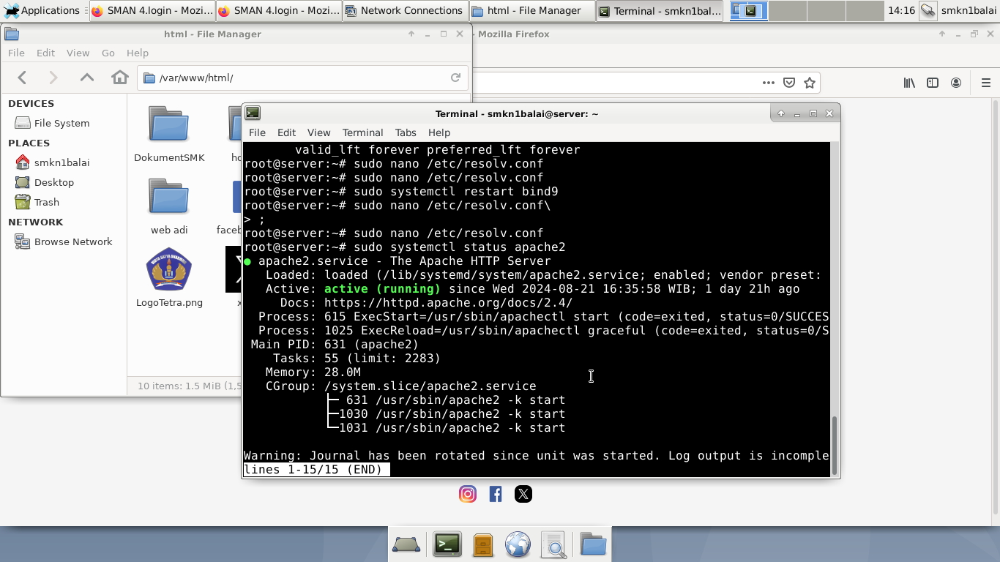 Applications
SMAN 4.login - Mozi...
SMAN 4.login - Mozi...
Network Connections
html - File Manager
Terminal - smkn1bal...
14:16
smkn1balai
html - File Manager
- Mozilla Firefox
File Edit View Go Help
/var/www/html/
DEVICES
File System
PLACES
smkn1balai
Desktop
Trash
NETWORK
Browse Network
DokumentSMK
ho
web adi
faceb
LogoTetra.png
x
10 items: 1.5 MiB (1,5
Terminal - smkn1balai@server: ~
File Edit View Terminal Tabs Help
valid_lft forever preferred_lft forever
root@server:~# sudo nano /etc/resolv.conf
root@server:~# sudo nano /etc/resolv.conf
root@server:~# sudo systemctl restart bind9
root@server:~# sudo nano /etc/resolv.conf\
> ;
root@server:~# sudo nano /etc/resolv.conf
root@server:~# sudo systemctl status apache2
● apache2.service - The Apache HTTP Server
Loaded: loaded (/lib/systemd/system/apache2.service; enabled; vendor preset:
Active: active (running) since Wed 2024-08-21 16:35:58 WIB; 1 day 21h ago
Docs: https://httpd.apache.org/docs/2.4/
Process: 615 ExecStart=/usr/sbin/apachectl start (code=exited, status=0/SUCCES
Process: 1025 ExecReload=/usr/sbin/apachectl graceful (code=exited, status=0/S
Main PID: 631 (apache2)
Tasks: 55 (limit: 2283)
Memory: 28.0M
CGroup: /system.slice/apache2.service
├─ 631 /usr/sbin/apache2 -k start
├─1030 /usr/sbin/apache2 -k start
└─1031 /usr/sbin/apache2 -k start
Warning: Journal has been rotated since unit was started. Log output is incomple
lines 1-15/15 (END)